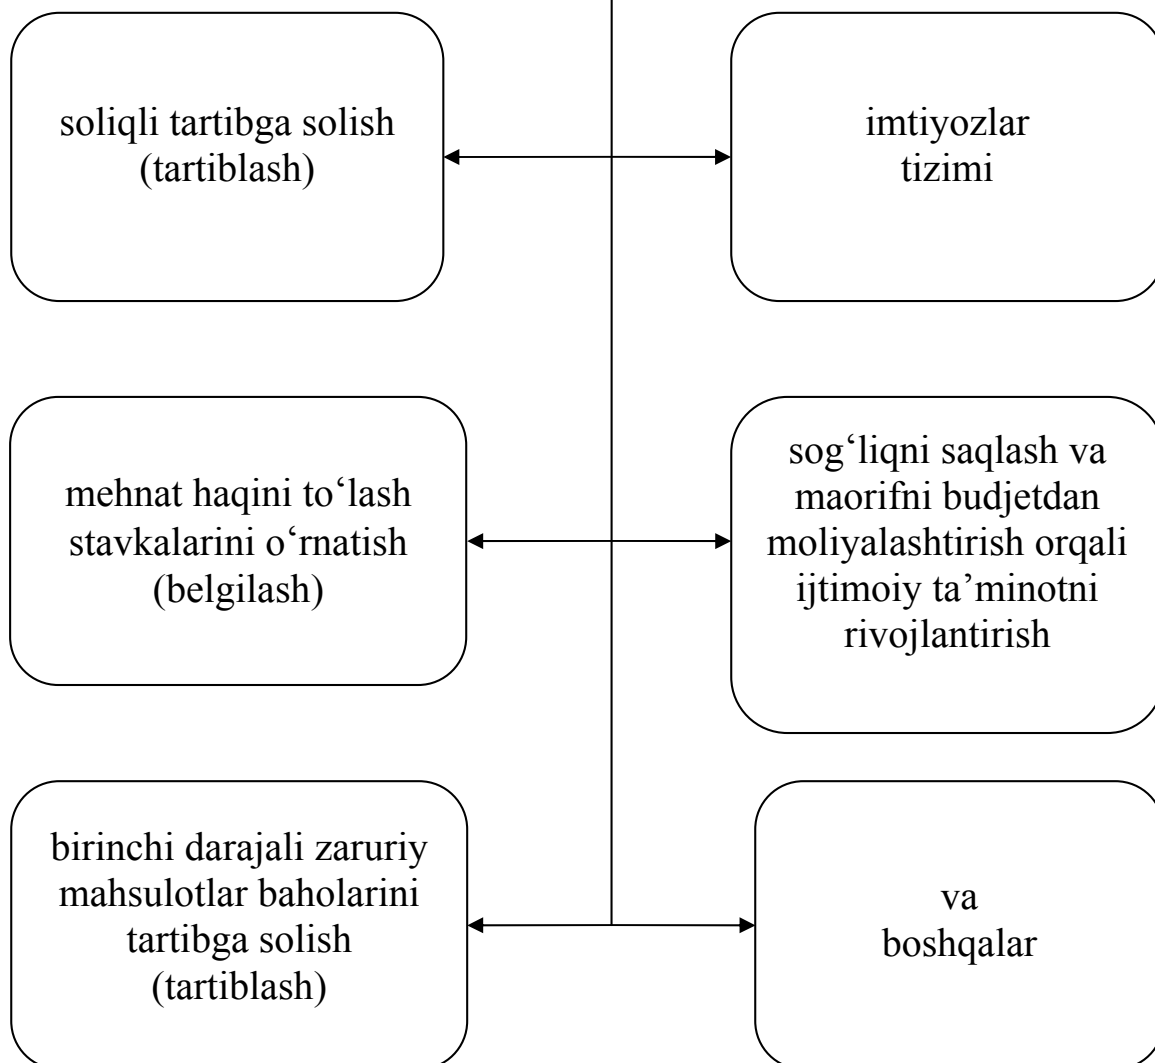 soliqli tartibga solish
(tartiblash)
imtiyozlar
tizimi
mehnat haqini to‘lash
stavkalarini o‘rnatish
(belgilash)
sog‘liqni saqlash va
maorifni budjetdan
moliyalashtirish orqali
ijtimoiy ta’minotni
rivojlantirish
birinchi darajali zaruriy
mahsulotlar baholarini
tartibga solish
(tartiblash)
va
boshqalar